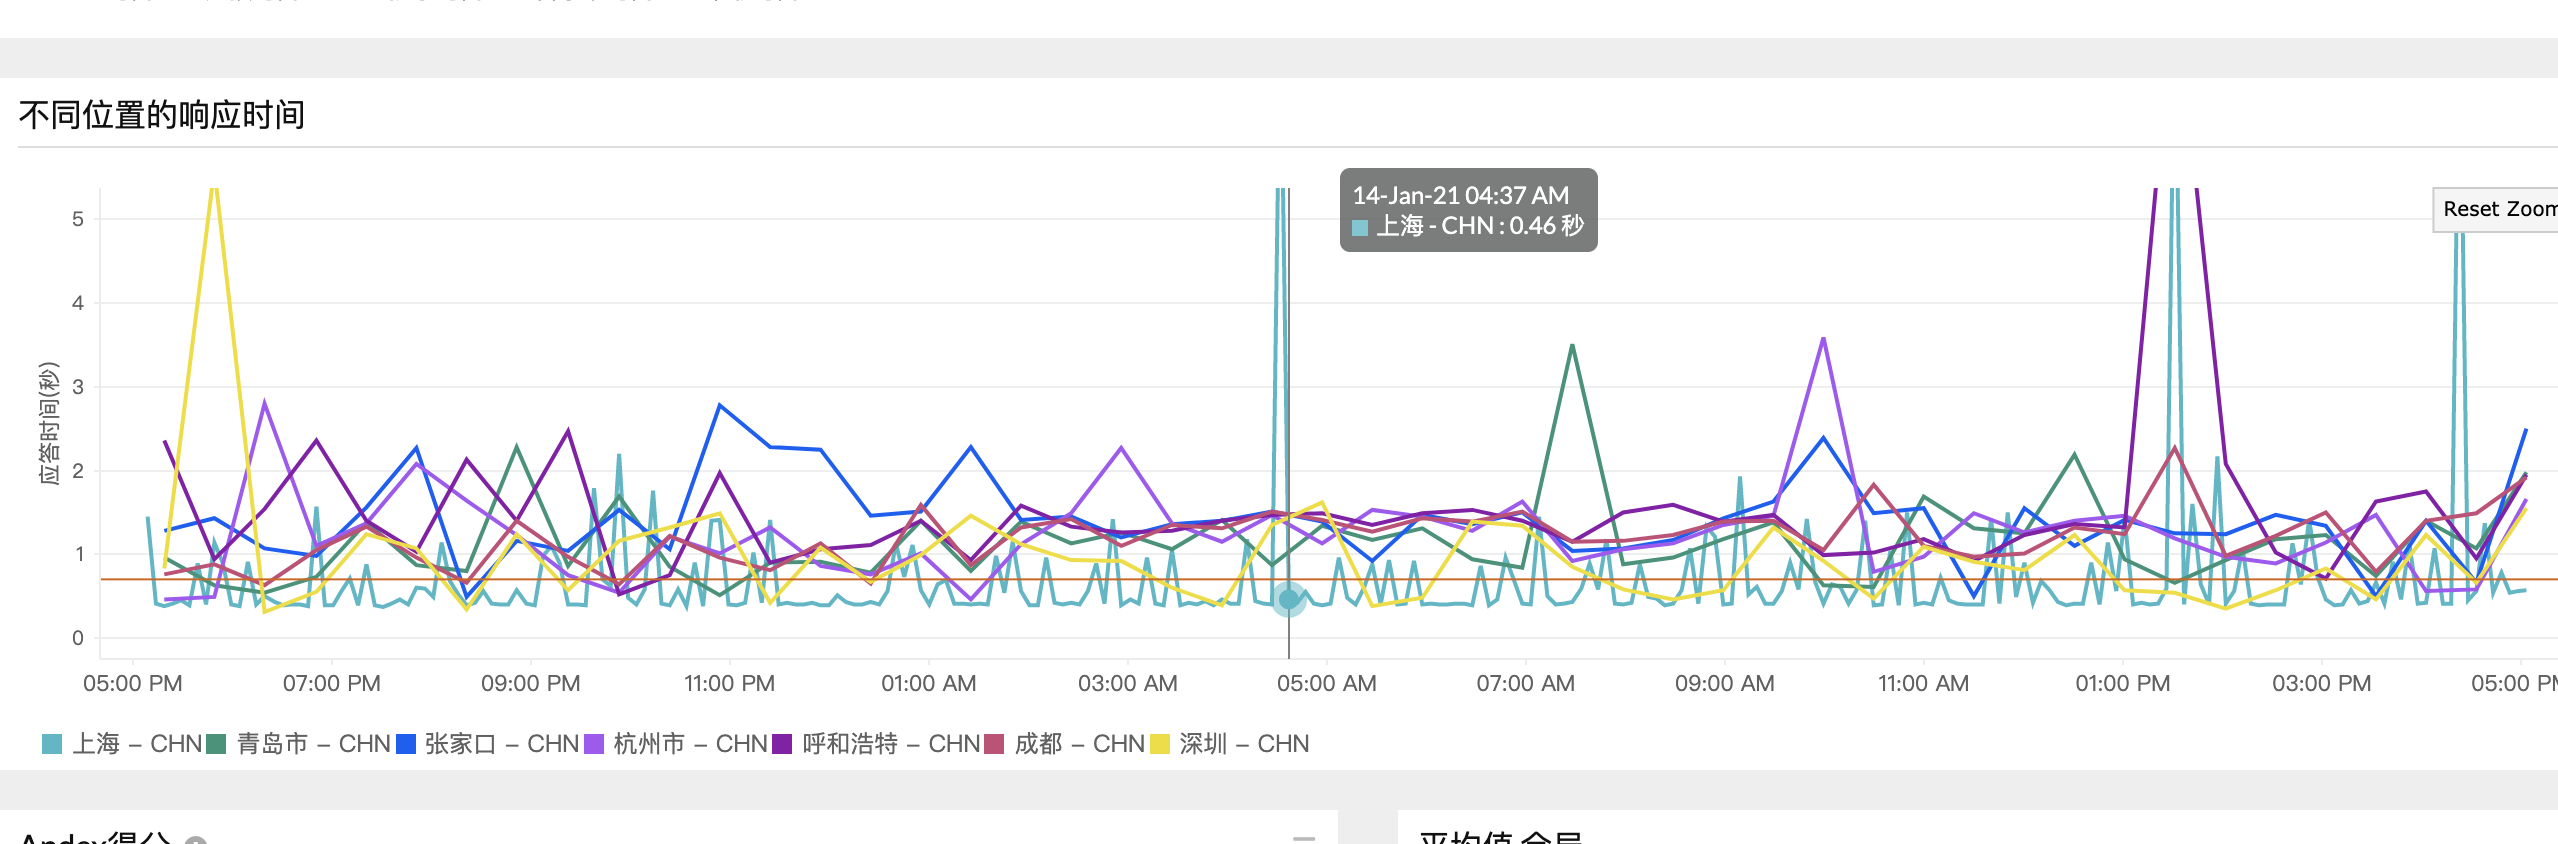 不同位置的响应时间
14-Jan-21 04:37 AM
上海 - CHN : 0.46 秒
Reset Zoom
5
4
3
2
1
0
应答时间(秒)
05:00 PM 07:00 PM 09:00 PM 11:00 PM 01:00 AM 03:00 AM 05:00 AM 07:00 AM 09:00 AM 11:00 AM 01:00 PM 03:00 PM 05:00 PM
上海 – CHN 青岛市 – CHN 张家口 – CHN 杭州市 – CHN 呼和浩特 – CHN 成都 – CHN 深圳 – CHN
平均值 全局